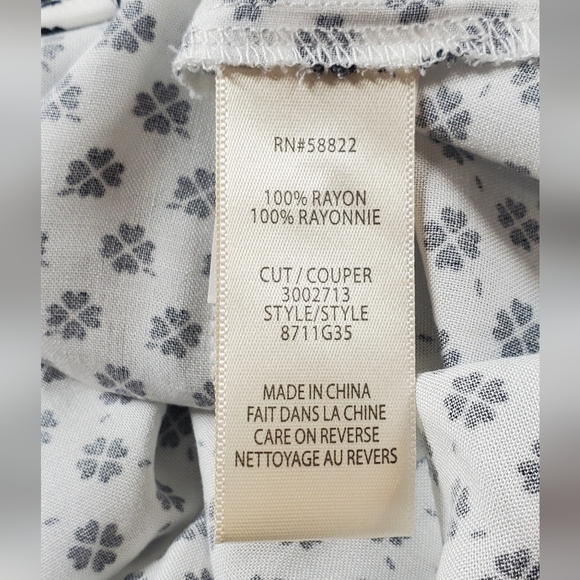 RN#58822
100% RAYON
100% RAYONNIE
CUT / COUPER
3002713
STYLE/STYLE
8711G35
MADE IN CHINA
FAIT DANS LA CHINE
CARE ON REVERSE
NETTOYAGE AU REVERS